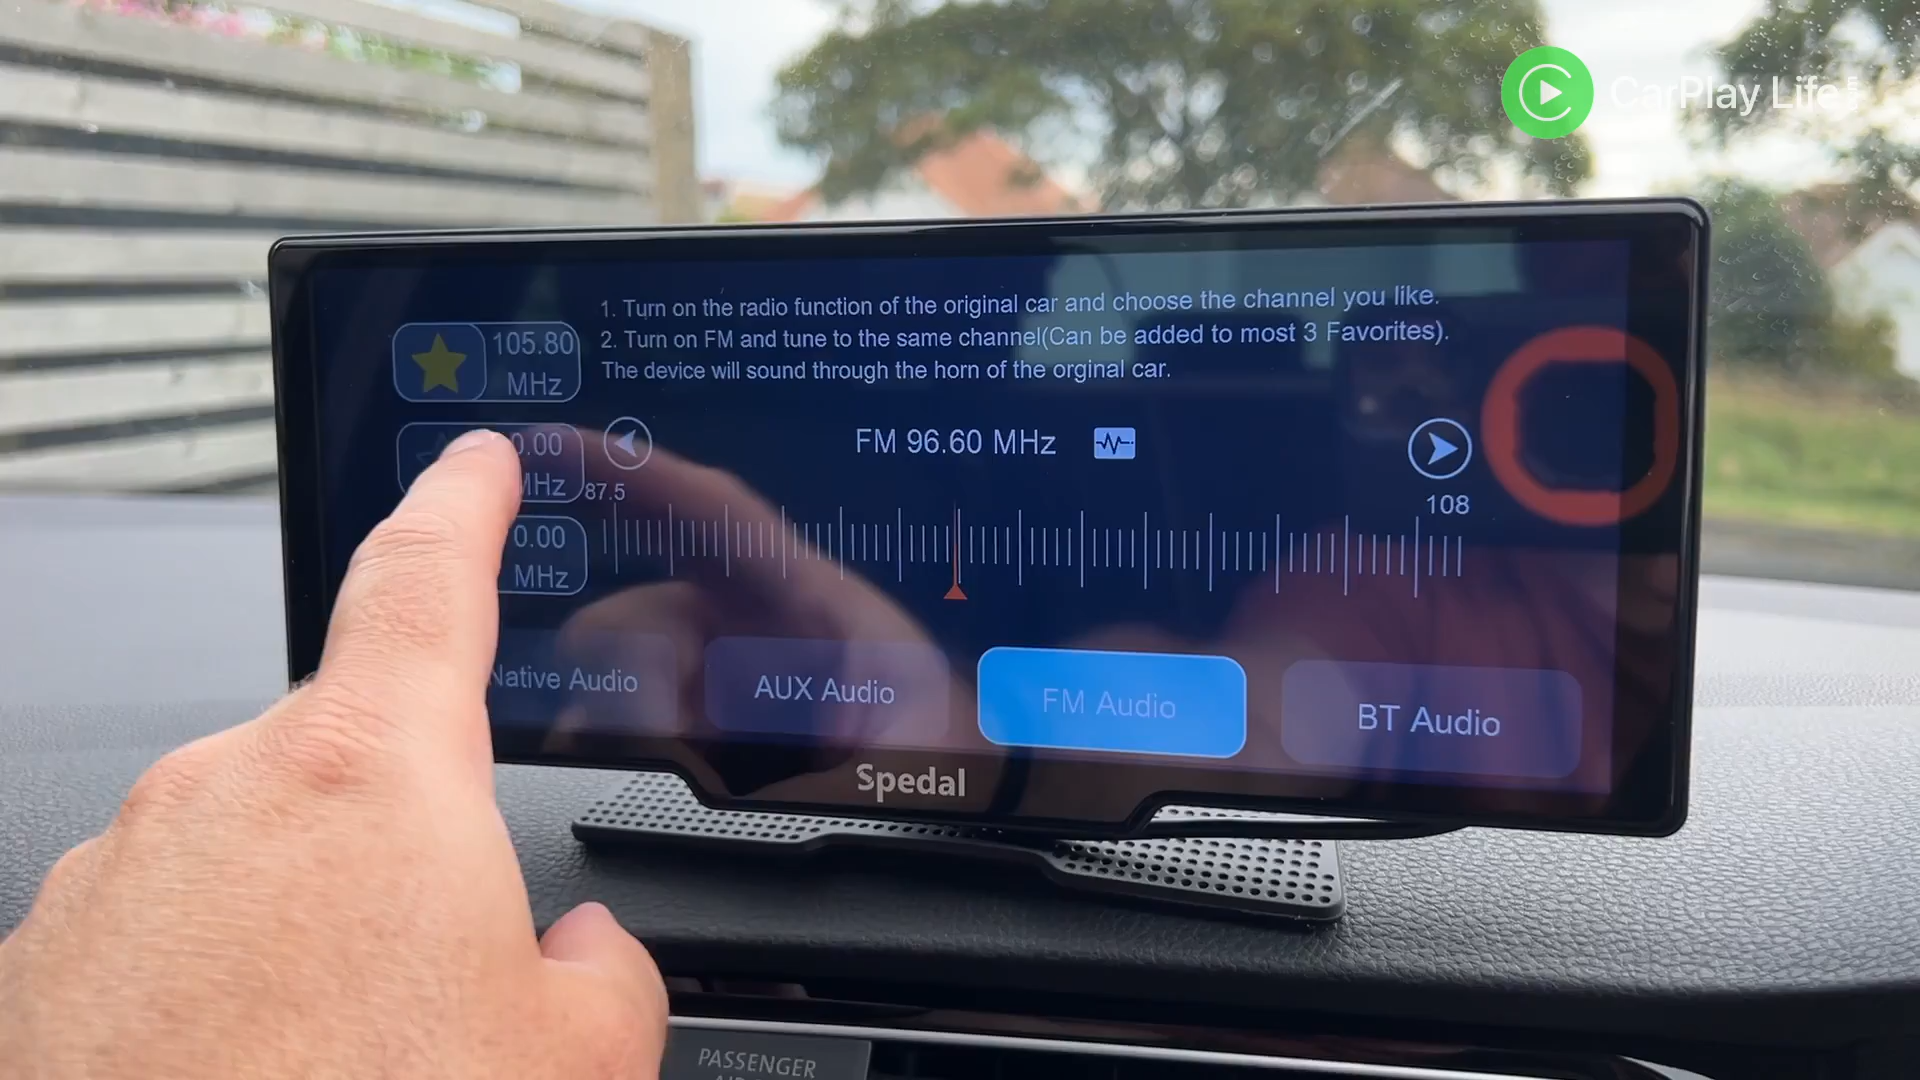 CarPlay Life
1. Turn on the radio function of the original car and choose the channel you like.
2. Turn on FM and tune to the same channel(Can be added to most 3 Favorites).
The device will sound through the horn of the orginal car.
105.80
MHz
0.00
MHz
0.00
MHz
FM 96.60 MHz
87.5
108
Native Audio
AUX Audio
FM Audio
BT Audio
Spedal
PASSENGER